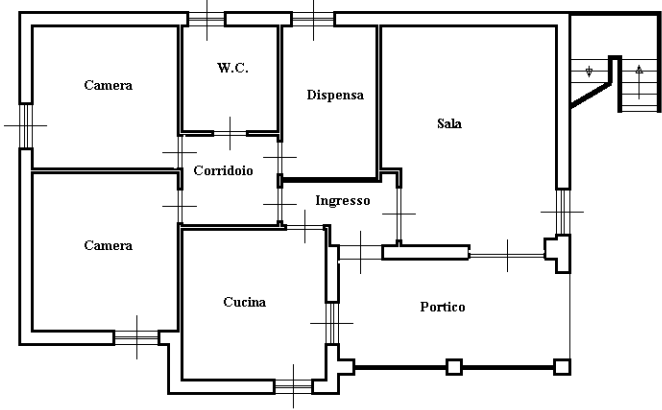 W.C.
Camera
Dispensa
Sala
Corridoio
Ingresso
Camera
Cucina
Portico